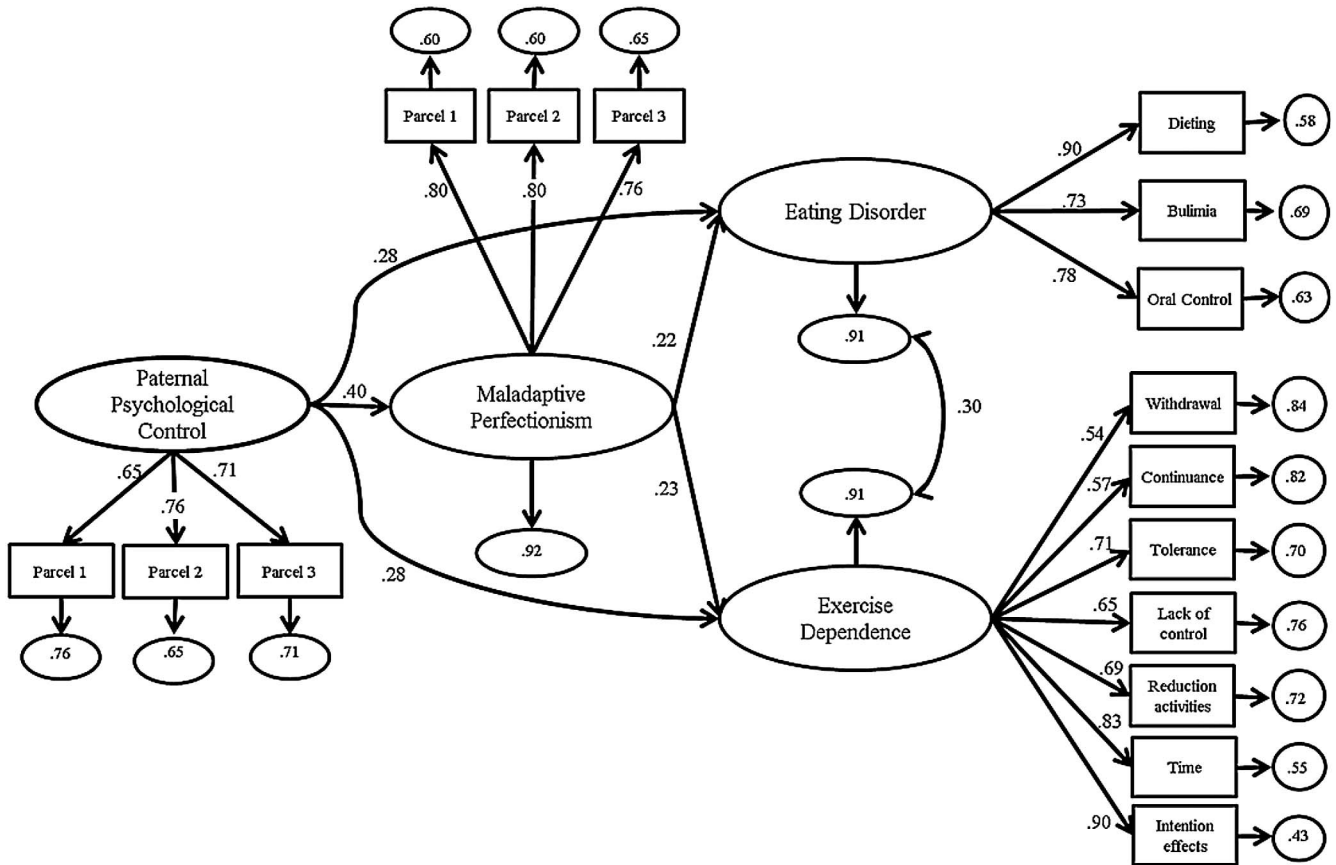 .60
.60
.65
Parcel 1
Parcel 2
Parcel 3
.80
.80
.76
Dieting
.58
.90
Bulimia
.69
.73
Oral Control
.63
.78
Eating Disorder
.28
.22
.91
Paternal
Psychological
Control
.40
Maladaptive
Perfectionism
.30
.65
.76
.71
.23
.91
.92
Parcel 1
Parcel 2
Parcel 3
.28
.76
.65
.71
Exercise
Dependence
Withdrawal
.84
.54
Continuance
.82
.57
Tolerance
.70
.71
Lack of
control
.76
.65
Reduction
activities
.72
.69
Time
.55
.83
Intention
effects
.43
.90